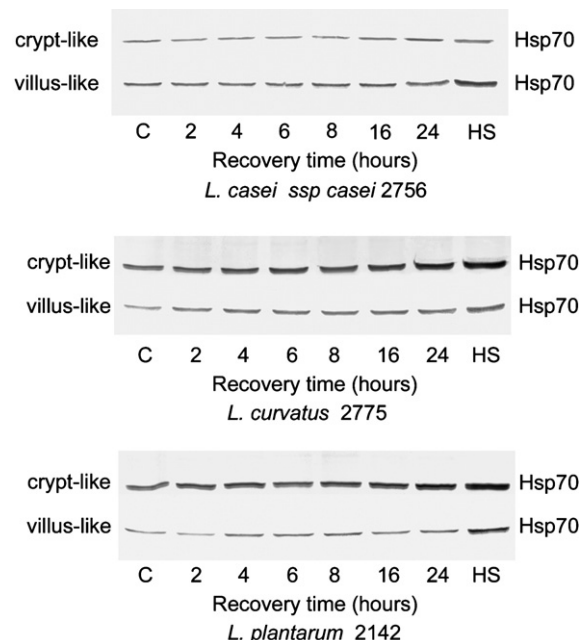 crypt-like Hsp70
villus-like Hsp70
C 2 4 6 8 16 24 HS
Recovery time (hours)
L. casei ssp casei 2756
crypt-like Hsp70
villus-like Hsp70
C 2 4 6 8 16 24 HS
Recovery time (hours)
L. curvatus 2775
crypt-like Hsp70
villus-like Hsp70
C 2 4 6 8 16 24 HS
Recovery time (hours)
L. plantarum 2142